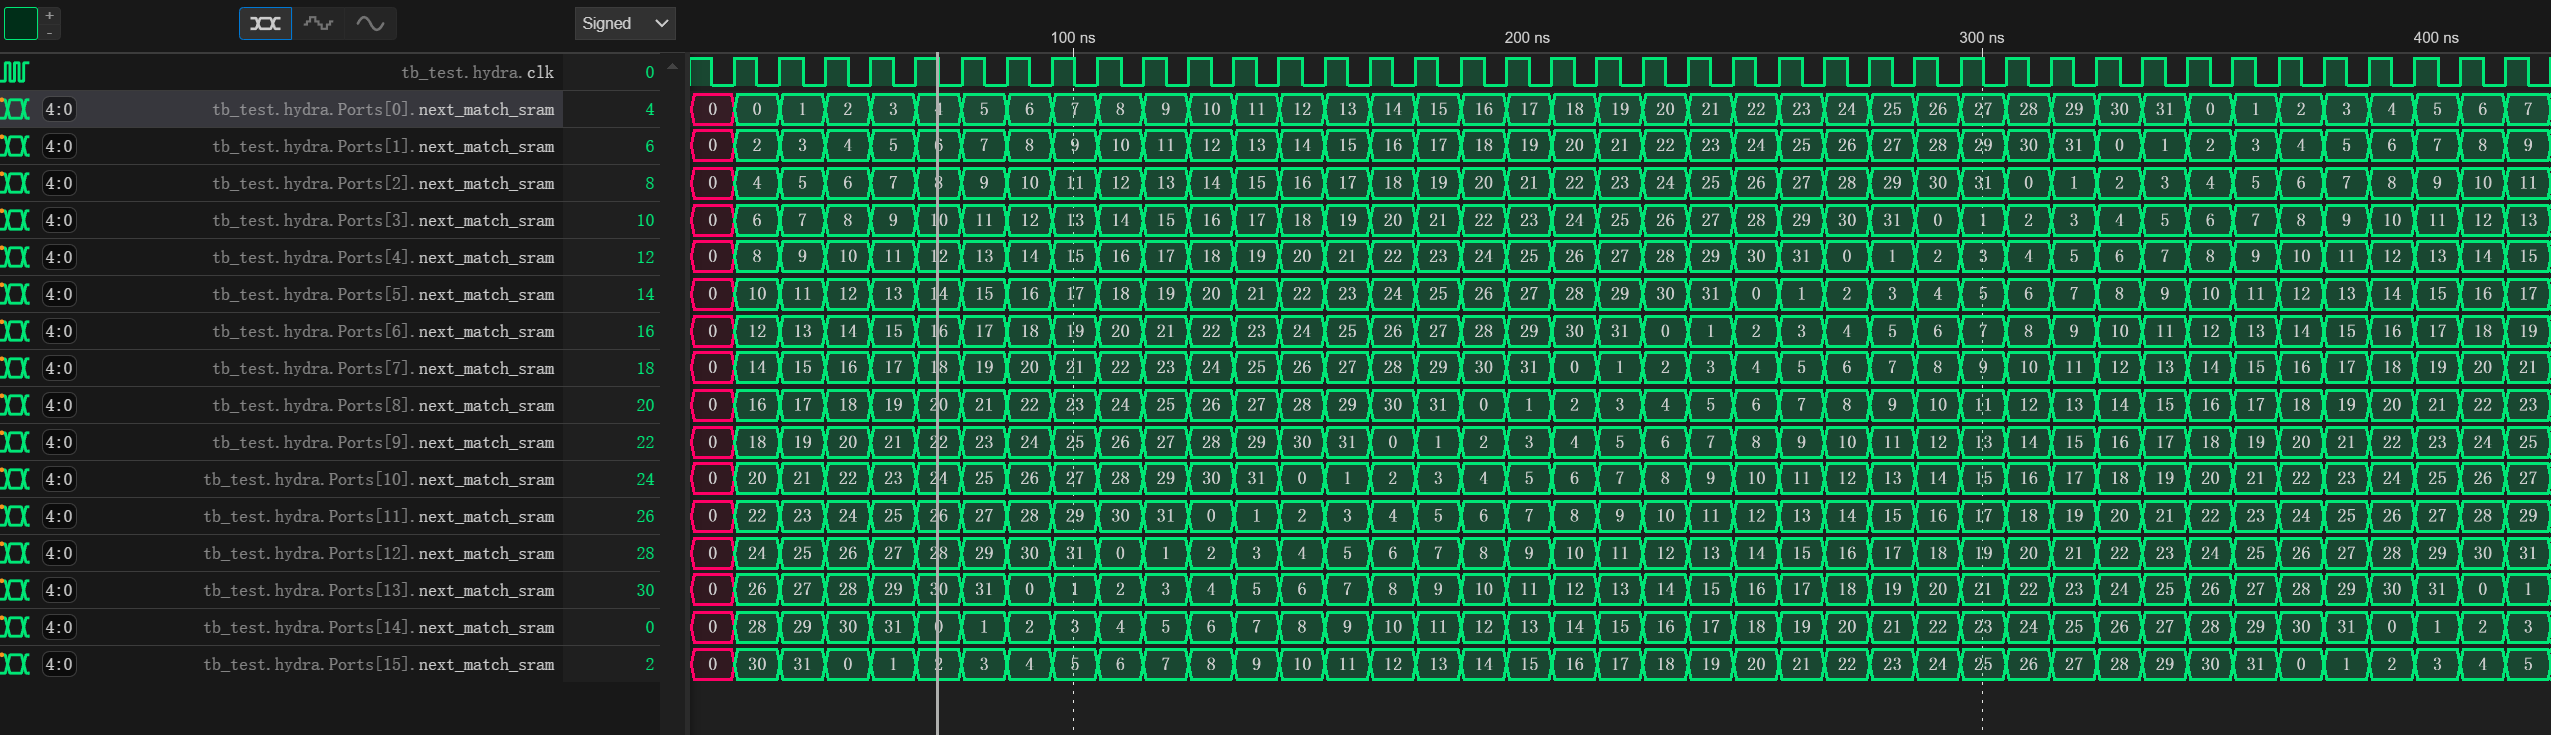 +
-
Signed
100 ns 200 ns 300 ns 400 ns
tb_test.hydra.clk 0
4:0 tb_test.hydra.Ports[0].next_match_sram 4 0 0 1 2 3 4 5 6 7 8 9 10 11 12 13 14 15 16 17 18 19 20 21 22 23 24 25 26 27 28 29 30 31 0 1 2 3 4 5 6 7
4:0 tb_test.hydra.Ports[1].next_match_sram 6 0 2 3 4 5 6 7 8 9 10 11 12 13 14 15 16 17 18 19 20 21 22 23 24 25 26 27 28 29 30 31 0 1 2 3 4 5 6 7 8 9
4:0 tb_test.hydra.Ports[2].next_match_sram 8 0 4 5 6 7 8 9 10 11 12 13 14 15 16 17 18 19 20 21 22 23 24 25 26 27 28 29 30 31 0 1 2 3 4 5 6 7 8 9 10 11
4:0 tb_test.hydra.Ports[3].next_match_sram 10 0 6 7 8 9 10 11 12 13 14 15 16 17 18 19 20 21 22 23 24 25 26 27 28 29 30 31 0 1 2 3 4 5 6 7 8 9 10 11 12 13
4:0 tb_test.hydra.Ports[4].next_match_sram 12 0 8 9 10 11 12 13 14 15 16 17 18 19 20 21 22 23 24 25 26 27 28 29 30 31 0 1 2 3 4 5 6 7 8 9 10 11 12 13 14 15
4:0 tb_test.hydra.Ports[5].next_match_sram 14 0 10 11 12 13 14 15 16 17 18 19 20 21 22 23 24 25 26 27 28 29 30 31 0 1 2 3 4 5 6 7 8 9 10 11 12 13 14 15 16 17
4:0 tb_test.hydra.Ports[6].next_match_sram 16 0 12 13 14 15 16 17 18 19 20 21 22 23 24 25 26 27 28 29 30 31 0 1 2 3 4 5 6 7 8 9 10 11 12 13 14 15 16 17 18 19
4:0 tb_test.hydra.Ports[7].next_match_sram 18 0 14 15 16 17 18 19 20 21 22 23 24 25 26 27 28 29 30 31 0 1 2 3 4 5 6 7 8 9 10 11 12 13 14 15 16 17 18 19 20 21
4:0 tb_test.hydra.Ports[8].next_match_sram 20 0 16 17 18 19 20 21 22 23 24 25 26 27 28 29 30 31 0 1 2 3 4 5 6 7 8 9 10 11 12 13 14 15 16 17 18 19 20 21 22 23
4:0 tb_test.hydra.Ports[9].next_match_sram 22 0 18 19 20 21 22 23 24 25 26 27 28 29 30 31 0 1 2 3 4 5 6 7 8 9 10 11 12 13 14 15 16 17 18 19 20 21 22 23 24 25
4:0 tb_test.hydra.Ports[10].next_match_sram 24 0 20 21 22 23 24 25 26 27 28 29 30 31 0 1 2 3 4 5 6 7 8 9 10 11 12 13 14 15 16 17 18 19 20 21 22 23 24 25 26 27
4:0 tb_test.hydra.Ports[11].next_match_sram 26 0 22 23 24 25 26 27 28 29 30 31 0 1 2 3 4 5 6 7 8 9 10 11 12 13 14 15 16 17 18 19 20 21 22 23 24 25 26 27 28 29
4:0 tb_test.hydra.Ports[12].next_match_sram 28 0 24 25 26 27 28 29 30 31 0 1 2 3 4 5 6 7 8 9 10 11 12 13 14 15 16 17 18 19 20 21 22 23 24 25 26 27 28 29 30 31
4:0 tb_test.hydra.Ports[13].next_match_sram 30 0 26 27 28 29 30 31 0 1 2 3 4 5 6 7 8 9 10 11 12 13 14 15 16 17 18 19 20 21 22 23 24 25 26 27 28 29 30 31 0 1
4:0 tb_test.hydra.Ports[14].next_match_sram 0 0 28 29 30 31 0 1 2 3 4 5 6 7 8 9 10 11 12 13 14 15 16 17 18 19 20 21 22 23 24 25 26 27 28 29 30 31 0 1 2 3
4:0 tb_test.hydra.Ports[15].next_match_sram 2 0 30 31 0 1 2 3 4 5 6 7 8 9 10 11 12 13 14 15 16 17 18 19 20 21 22 23 24 25 26 27 28 29 30 31 0 1 2 3 4 5